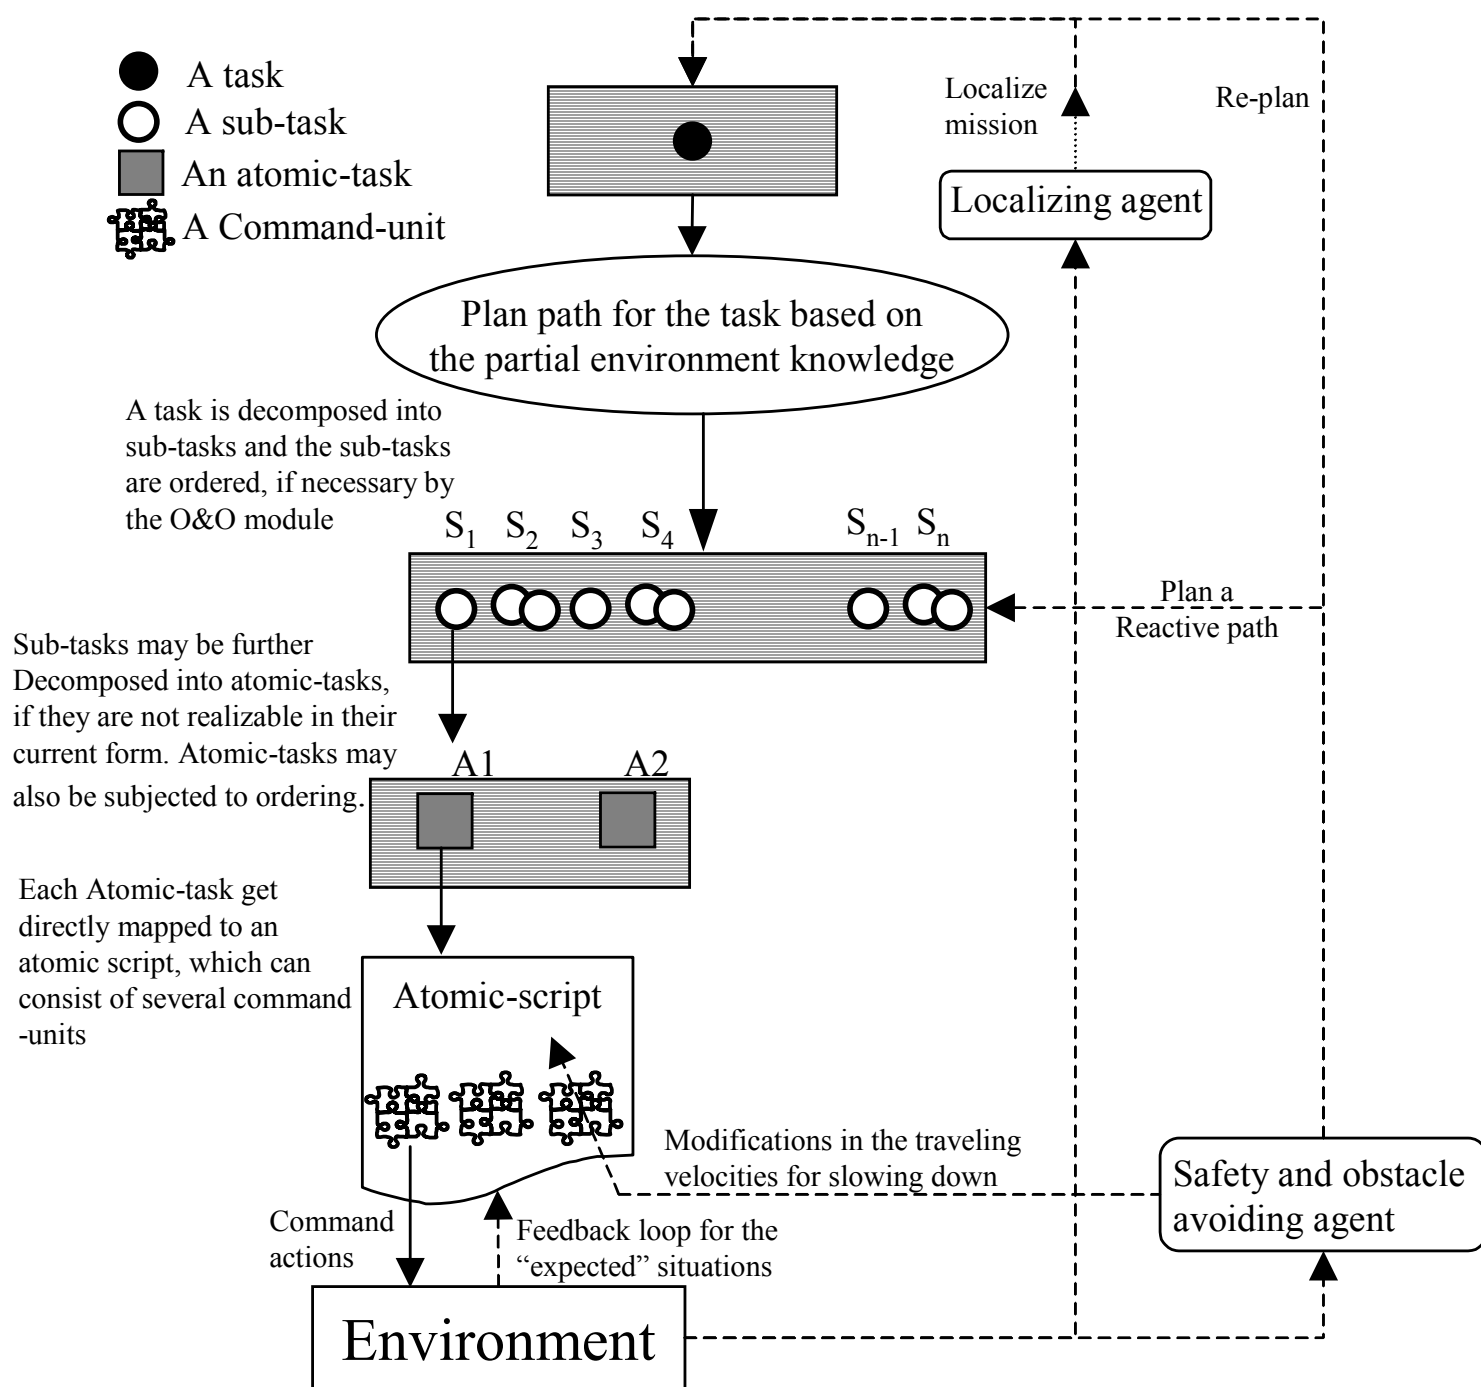 A task
A sub-task
An atomic-task
A Command-unit
Localize
mission
Re-plan
Localizing agent
Plan path for the task based on
the partial environment knowledge
A task is decomposed into
sub-tasks and the sub-tasks
are ordered, if necessary by
the O&O module
S1 S2 S3 S4 Sn-1 Sn
Plan a
Reactive path
Sub-tasks may be further
Decomposed into atomic-tasks,
if they are not realizable in their
current form. Atomic-tasks may
also be subjected to ordering.
A1 A2
Each Atomic-task get
directly mapped to an
atomic script, which can
consist of several command
-units
Atomic-script
Modifications in the traveling
velocities for slowing down
Safety and obstacle
avoiding agent
Command
actions
Feedback loop for the
“expected” situations
Environment